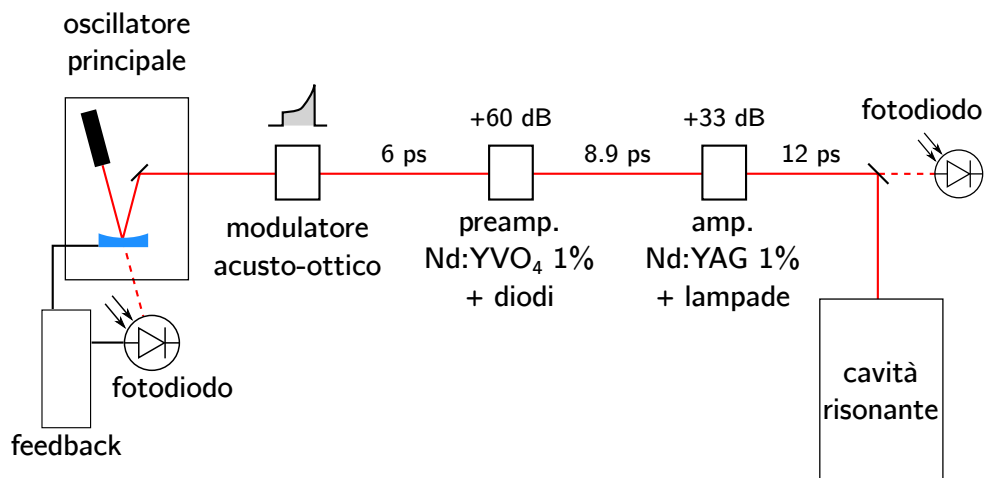 oscillatore
principale
+60 dB
+33 dB
fotodiodo
6 ps
8.9 ps
12 ps
modulatore
acusto-ottico
preamp.
Nd:YVO₄ 1%
+ diodi
amp.
Nd:YAG 1%
+ lampade
fotodiodo
feedback
cavità
risonante